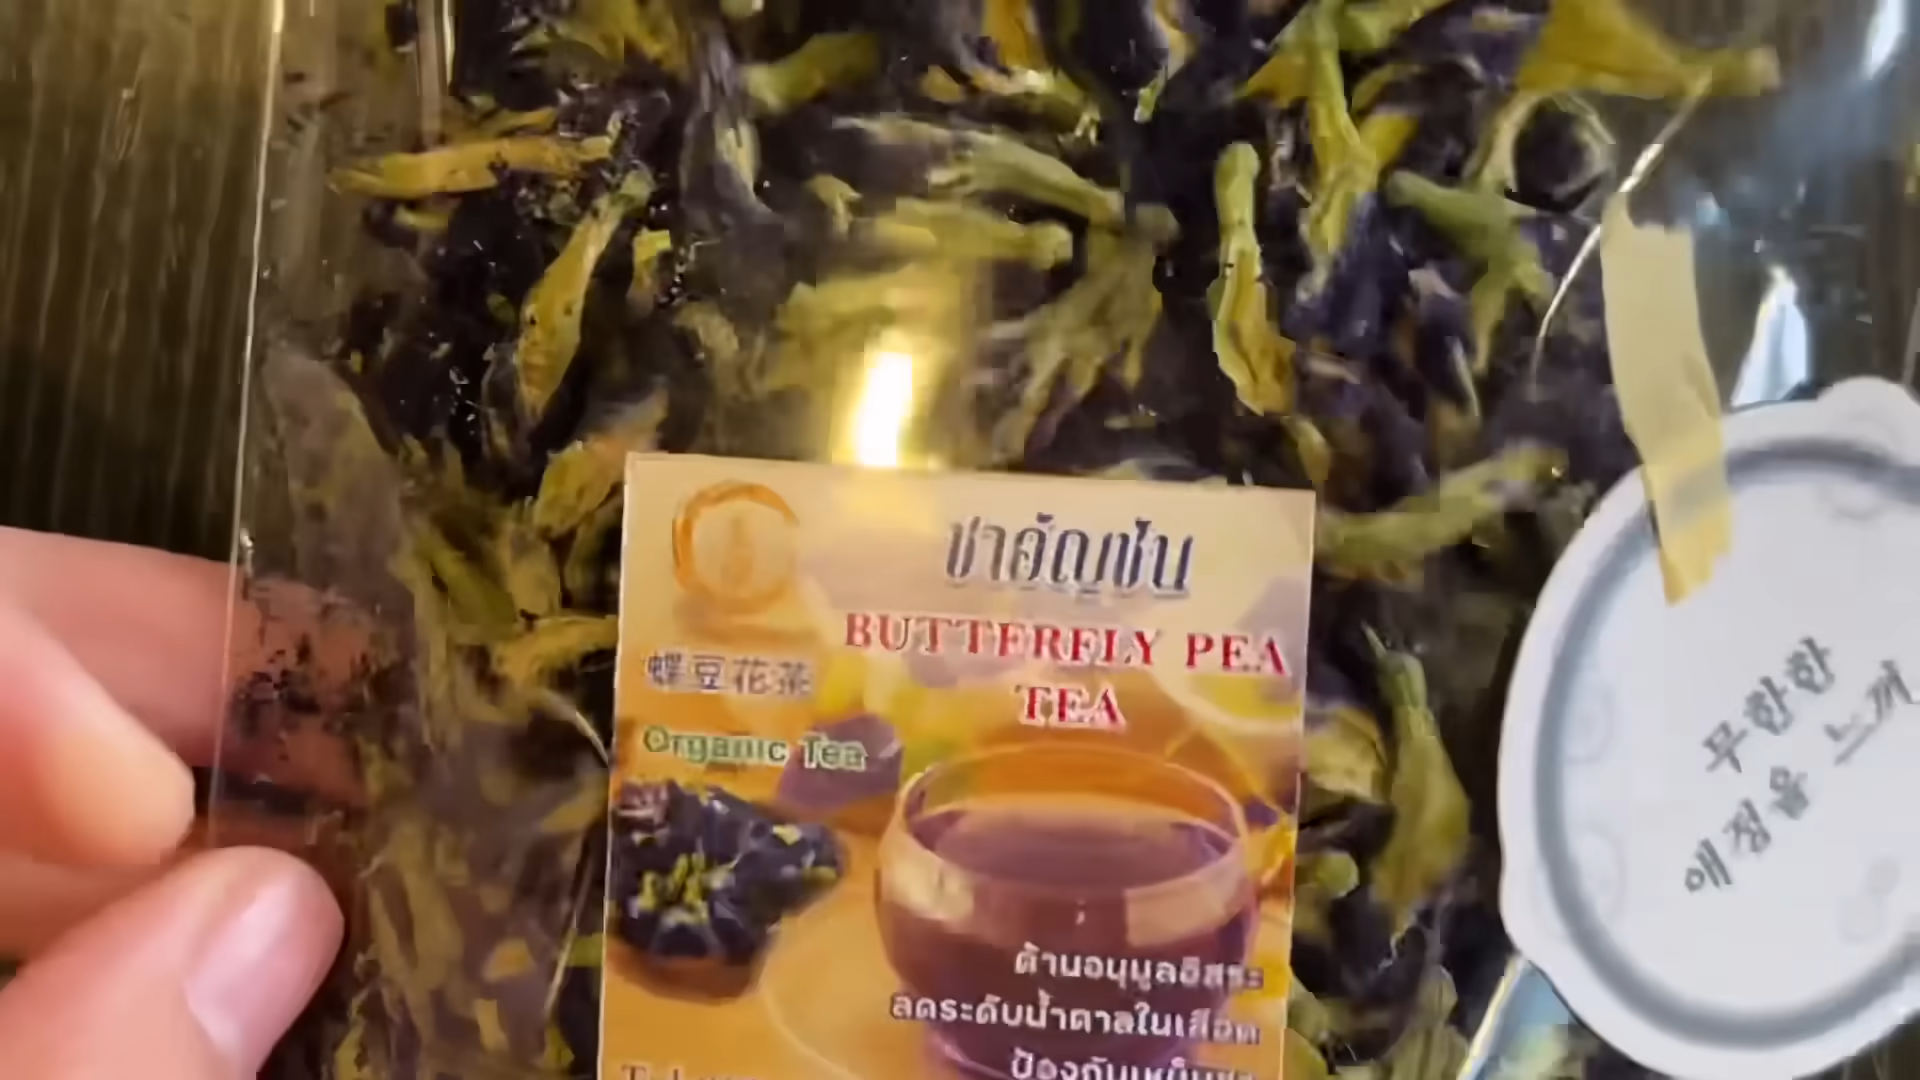 ชาอัญชัน
BUTTERFLY PEA
TEA
蝶豆花茶
Organic Tea
ต้านอนุมูลอิสระ
ลดระดับน้ำตาลในเลือด
무한한
애정을 느껴